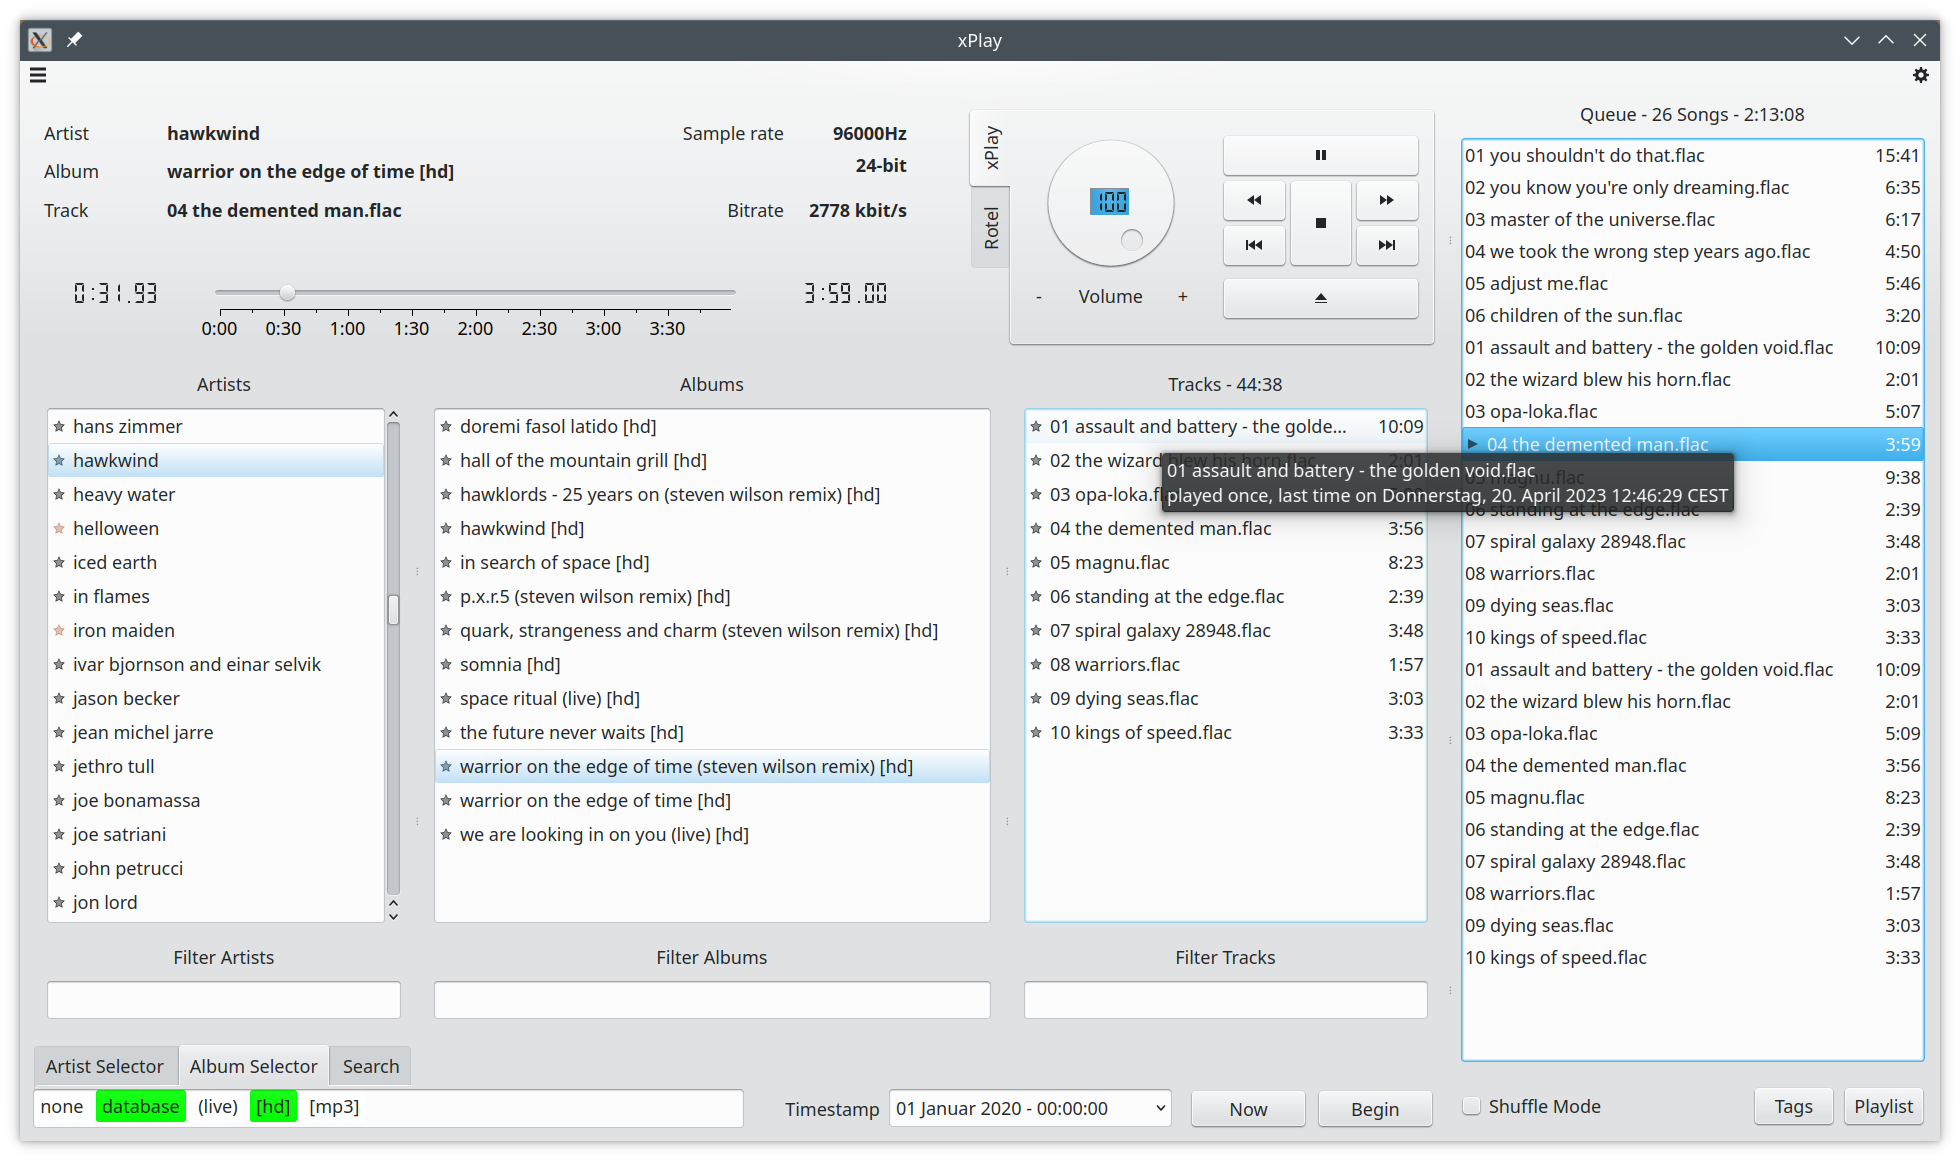 xPlay
Artist hawkwind
Album warrior on the edge of time [hd]
Track 04 the demented man.flac
Sample rate 96000Hz
24-bit
Bitrate 2778 kbit/s
0:31.93
3:59.00
0:00 0:30 1:00 1:30 2:00 2:30 3:00 3:30
xPlay
Rotel
100
- Volume +
Artists
hans zimmer
hawkwind
heavy water
helloween
iced earth
in flames
iron maiden
ivar bjornson and einar selvik
jason becker
jean michel jarre
jethro tull
joe bonamassa
joe satriani
john petrucci
jon lord
Filter Artists
Albums
doremi fasol latido [hd]
hall of the mountain grill [hd]
hawklords - 25 years on (steven wilson remix) [hd]
hawkwind [hd]
in search of space [hd]
p.x.r.5 (steven wilson remix) [hd]
quark, strangeness and charm (steven wilson remix) [hd]
somnia [hd]
space ritual (live) [hd]
the future never waits [hd]
warrior on the edge of time (steven wilson remix) [hd]
warrior on the edge of time [hd]
we are looking in on you (live) [hd]
Filter Albums
Tracks - 44:38
01 assault and battery - the golde... 10:09
02 the wizard blew his horn.flac 2:01
03 opa-loka.fl
04 the demented man.flac 3:56
05 magnu.flac 8:23
06 standing at the edge.flac 2:39
07 spiral galaxy 28948.flac 3:48
08 warriors.flac 1:57
09 dying seas.flac 3:03
10 kings of speed.flac 3:33
01 assault and battery - the golden void.flac
played once, last time on Donnerstag, 20. April 2023 12:46:29 CEST
Filter Tracks
Queue - 26 Songs - 2:13:08
01 you shouldn't do that.flac 15:41
02 you know you're only dreaming.flac 6:35
03 master of the universe.flac 6:17
04 we took the wrong step years ago.flac 4:50
05 adjust me.flac 5:46
06 children of the sun.flac 3:20
01 assault and battery - the golden void.flac 10:09
02 the wizard blew his horn.flac 2:01
03 opa-loka.flac 5:07
04 the demented man.flac 3:59
05 magnu.flac 9:38
06 standing at the edge.flac 2:39
07 spiral galaxy 28948.flac 3:48
08 warriors.flac 2:01
09 dying seas.flac 3:03
10 kings of speed.flac 3:33
01 assault and battery - the golden void.flac 10:09
02 the wizard blew his horn.flac 2:01
03 opa-loka.flac 5:09
04 the demented man.flac 3:56
05 magnu.flac 8:23
06 standing at the edge.flac 2:39
07 spiral galaxy 28948.flac 3:48
08 warriors.flac 1:57
09 dying seas.flac 3:03
10 kings of speed.flac 3:33
Artist Selector Album Selector Search
none database (live) [hd] [mp3]
Timestamp 01 Januar 2020 - 00:00:00
Now Begin
Shuffle Mode
Tags Playlist